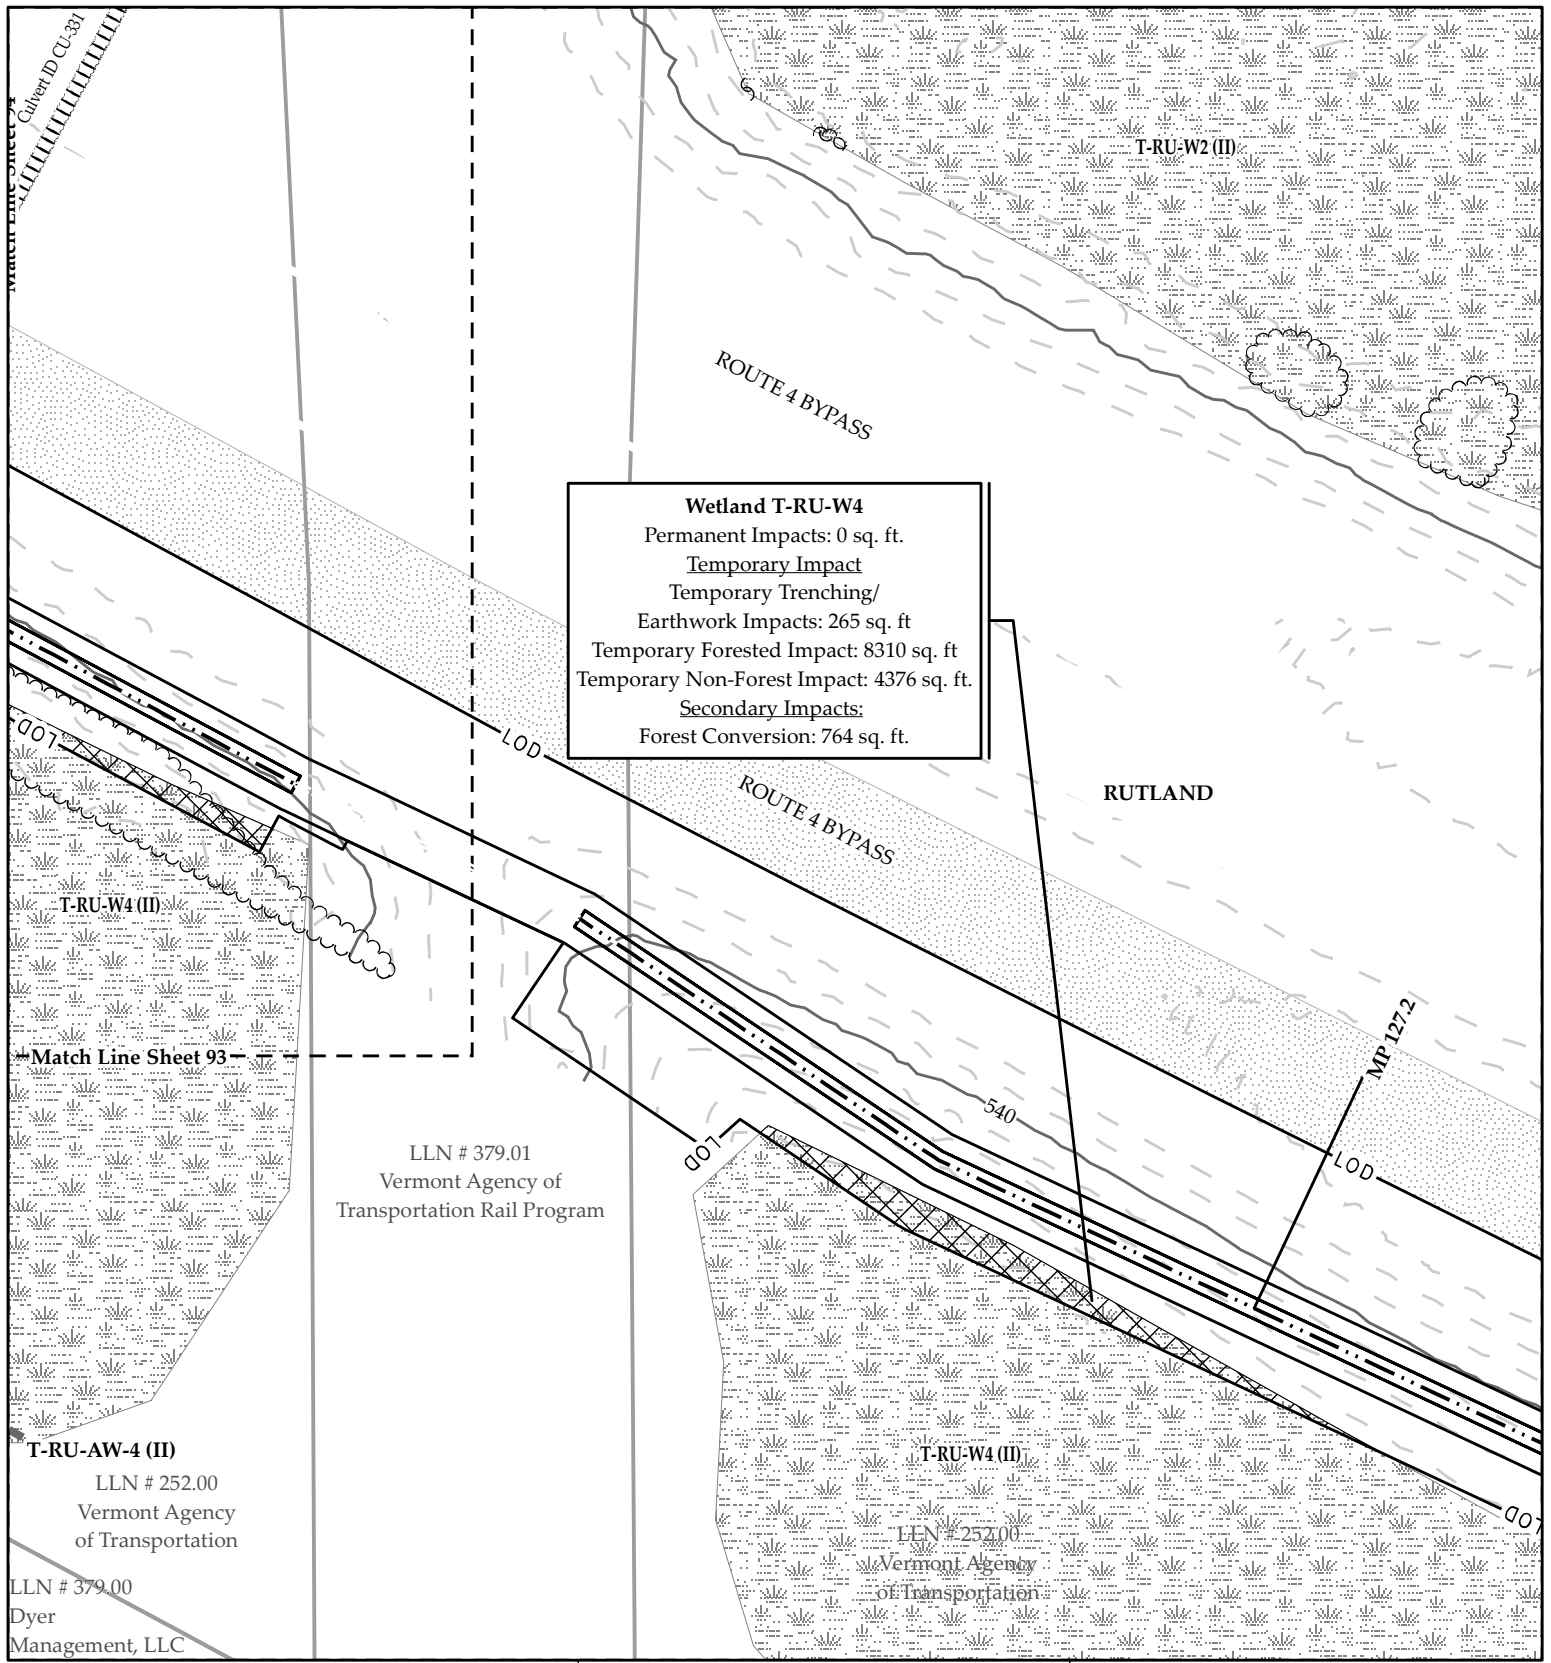 Culvert ID CU-331
Match Line Sheet 94
T-RU-W2 (II)
ROUTE 4 BYPASS
Wetland T-RU-W4
Permanent Impacts: 0 sq. ft.
Temporary Impact
Temporary Trenching/
Earthwork Impacts: 265 sq. ft
Temporary Forested Impact: 8310 sq. ft
Temporary Non-Forest Impact: 4376 sq. ft.
Secondary Impacts:
Forest Conversion: 764 sq. ft.
LOD
LOD
ROUTE 4 BYPASS
RUTLAND
T-RU-W4 (II)
MP 127.2
Match Line Sheet 93
540
LOD
LOD
LLN # 379.01
Vermont Agency of
Transportation Rail Program
T-RU-AW-4 (II)
LLN # 252.00
Vermont Agency
of Transportation
T-RU-W4 (II)
LOD
LLN # 252.00
Vermont Agency
of Transportation
LLN # 379.00
Dyer
Management, LLC